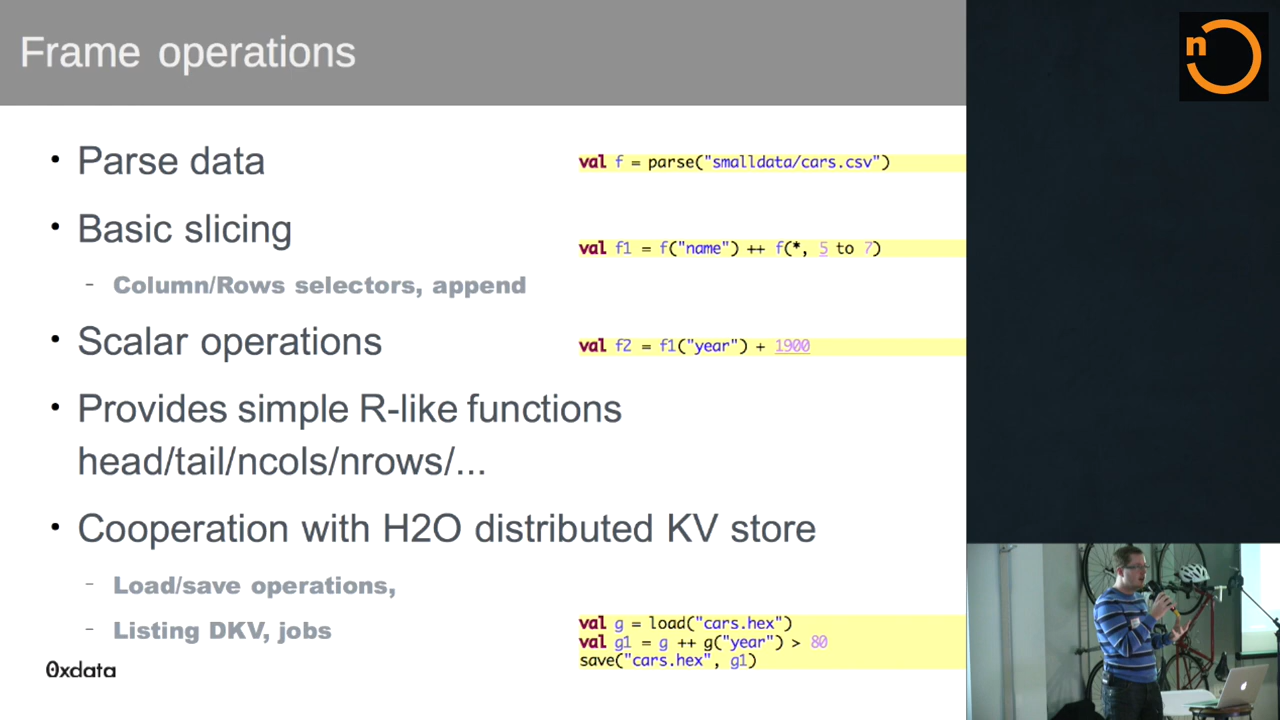 Frame operations
n
• Parse data
val f = parse("smalldata/cars.csv")
• Basic slicing
val f1 = f("name") ++ f(*, 5 to 7)
- Column/Rows selectors, append
• Scalar operations
val f2 = f1("year") + 1900
• Provides simple R-like functions
head/tail/ncols/nrows/...
• Cooperation with H2O distributed KV store
- Load/save operations,
- Listing DKV, jobs
val g = load("cars.hex")
val g1 = g ++ g("year") > 80
save("cars.hex", g1)
0xdata